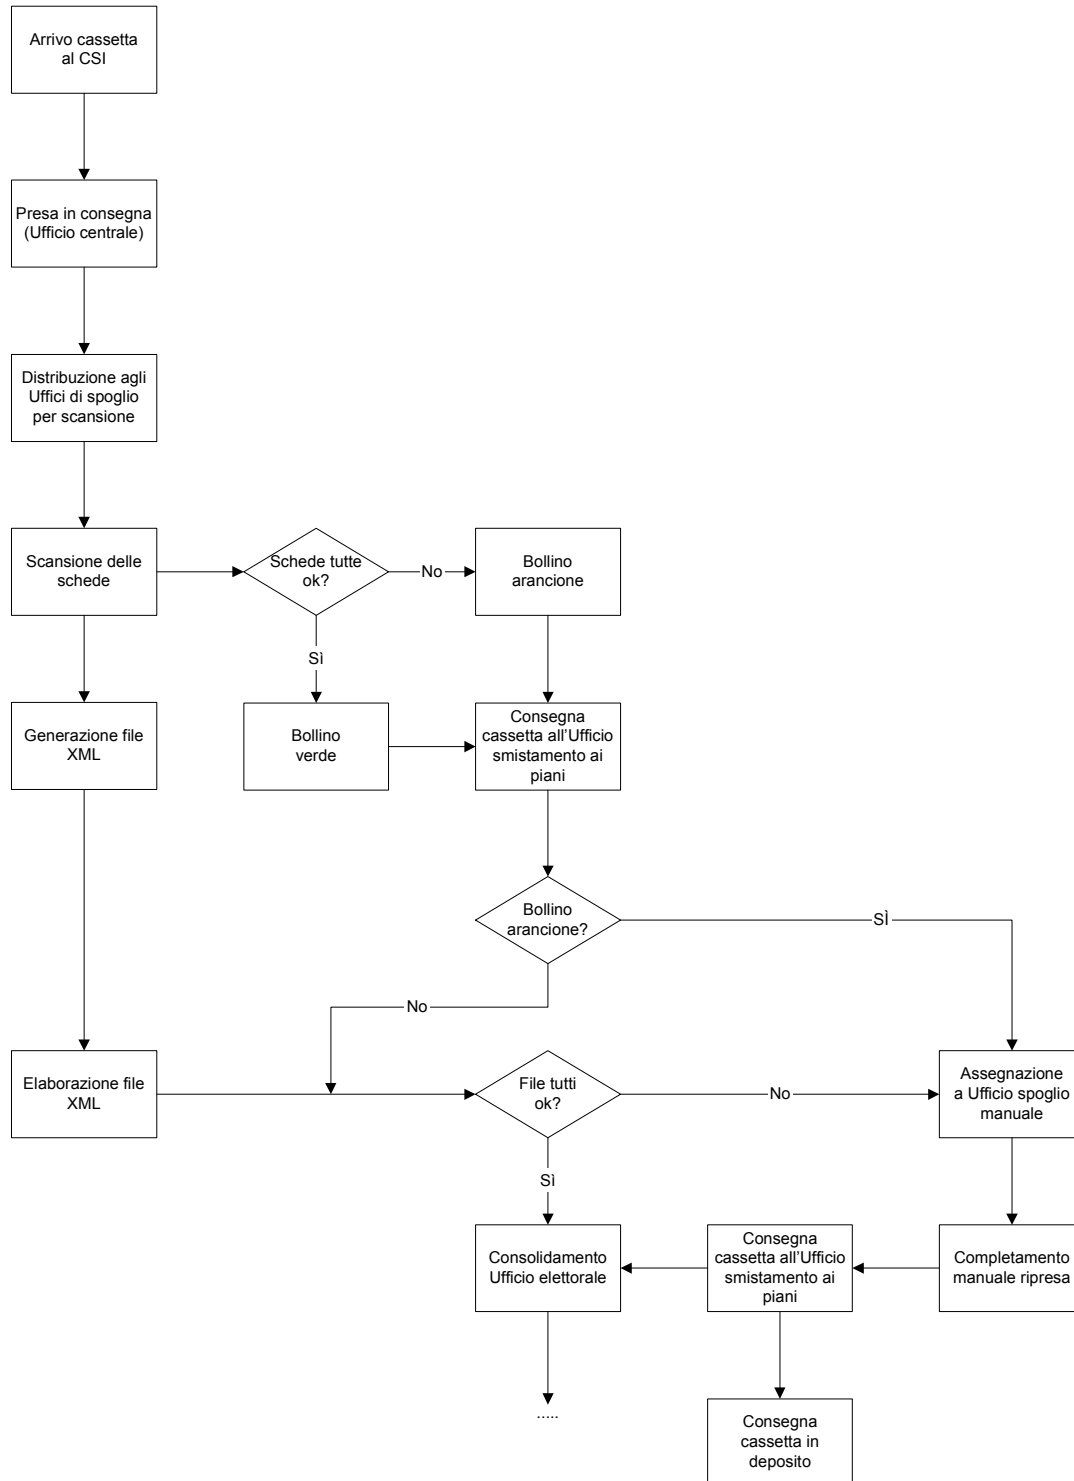 Arrivo cassetta
al CSI
Presa in consegna
(Ufficio centrale)
Distribuzione agli
Uffici di spoglio
per scansione
Scansione delle
schede
Schede tutte
ok?
No
Bollino
arancione
Sì
Generazione file
XML
Bollino
verde
Consegna
cassetta all'Ufficio
smistamento ai
piani
Bollino
arancione?
SÌ
No
Elaborazione file
XML
File tutti
ok?
No
Assegnazione
a Ufficio spoglio
manuale
Sì
Consolidamento
Ufficio elettorale
Consegna
cassetta all'Ufficio
smistamento ai
piani
Completamento
manuale ripresa
.....
Consegna
cassetta in
deposito